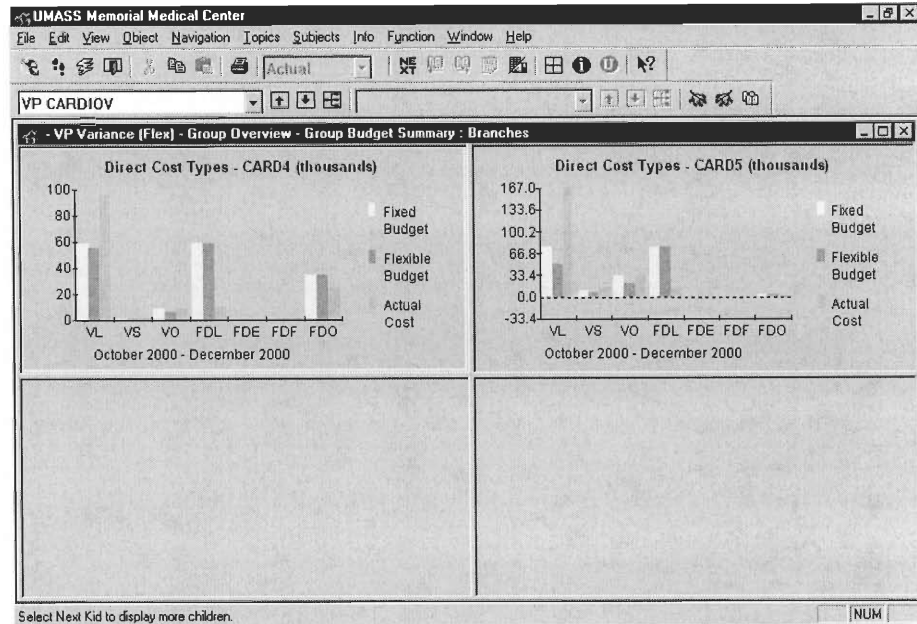 UMASS Memorial Medical Center
File Edit View Object Navigation Topics Subjects Info Function Window Help
Actual
NEXT
VP CARDIOV
- VP Variance (Flex) - Group Overview - Group Budget Summary : Branches
Direct Cost Types - CARD4 (thousands)
100
80
60
40
20
0
VL VS VO FDL FDE FDF FDO
October 2000 - December 2000
Fixed
Budget
Flexible
Budget
Actual
Cost
Direct Cost Types - CARD5 (thousands)
167.0
133.6
100.2
66.8
33.4
0.0
-33.4
VL VS VO FDL FDE FDF FDO
October 2000 - December 2000
Fixed
Budget
Flexible
Budget
Actual
Cost
Select Next Kid to display more children.
NUM